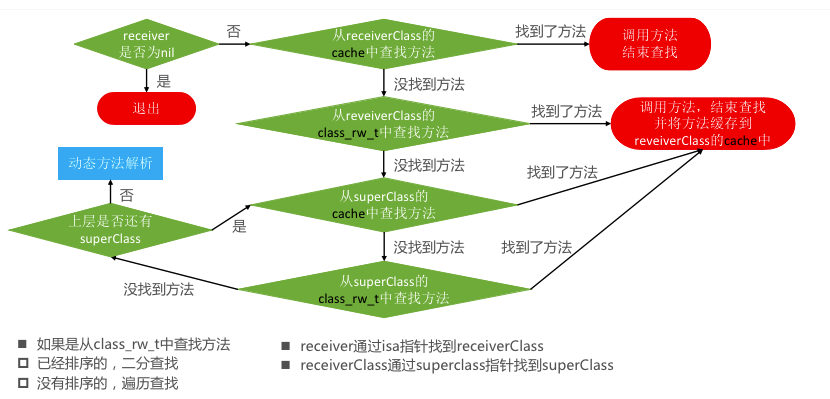 receiver
是否为nil
否
从receiverClass的
cache中查找方法
找到了方法
调用方法
结束查找
是
没找到方法
退出
从reveiverClass的
class_rw_t中查找方法
找到了方法
调用方法，结束查找
并将方法缓存到
reveiverClass的cache中
动态方法解析
没找到方法
找到了方法
否
从superClass的
cache中查找方法
上层是否还有
superClass
是
没找到方法
找到了方法
没找到方法
从superClass的
class_rw_t中查找方法
如果是从class_rw_t中查找方法
已经排序的，二分查找
没有排序的，遍历查找
receiver通过isa指针找到receiverClass
receiverClass通过superclass指针找到superClass